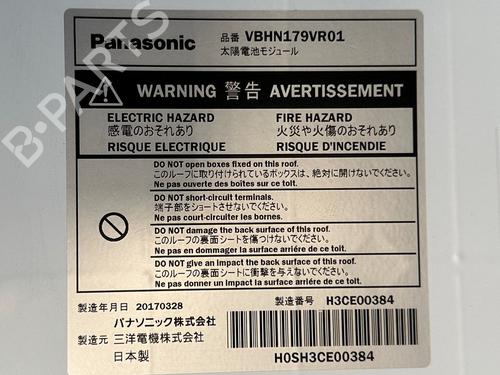 Panasonic
品番 VBHN179VR01
太陽電池モジュール
WARNING 警告 AVERTISSEMENT
ELECTRIC HAZARD
感電のおそれあり
RISQUE ELECTRIQUE
FIRE HAZARD
火災や火傷のおそれあり
RISQUE D'INCENDIE
DO NOT open boxes fixed on this roof.
このルーフに取り付けられているボックスは、絶対に開けないでください。
Ne pas ouverte des boîtes sur ce toit.
DO NOT short-circuit terminals.
端子部をショートさせないでください。
Ne pas court-circuiter les bornes.
DO NOT damage the back surface of this roof.
このルーフの裏面シートを傷つけないでください。
Ne pas en dommager la surface arriére de ce toit.
DO NOT give an impact the back surface of this roof.
このルーフの裏面シートに衝撃を与えないでください。
Ne pas donner un impact à la surface arriére de ce toit.
製造年月日 20170328
製造番号 H3CE00384
パナソニック株式会社
製造元 三洋電機株式会社
日本製
H0SH3CE00384
B-PARTS